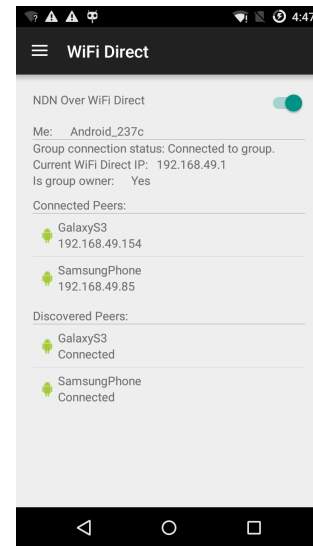 4:47
WiFi Direct
NDN Over WiFi Direct
Me: Android_237c
Group connection status: Connected to group.
Current WiFi Direct IP: 192.168.49.1
Is group owner: Yes
Connected Peers:
GalaxyS3
192.168.49.154
SamsungPhone
192.168.49.85
Discovered Peers:
GalaxyS3
Connected
SamsungPhone
Connected